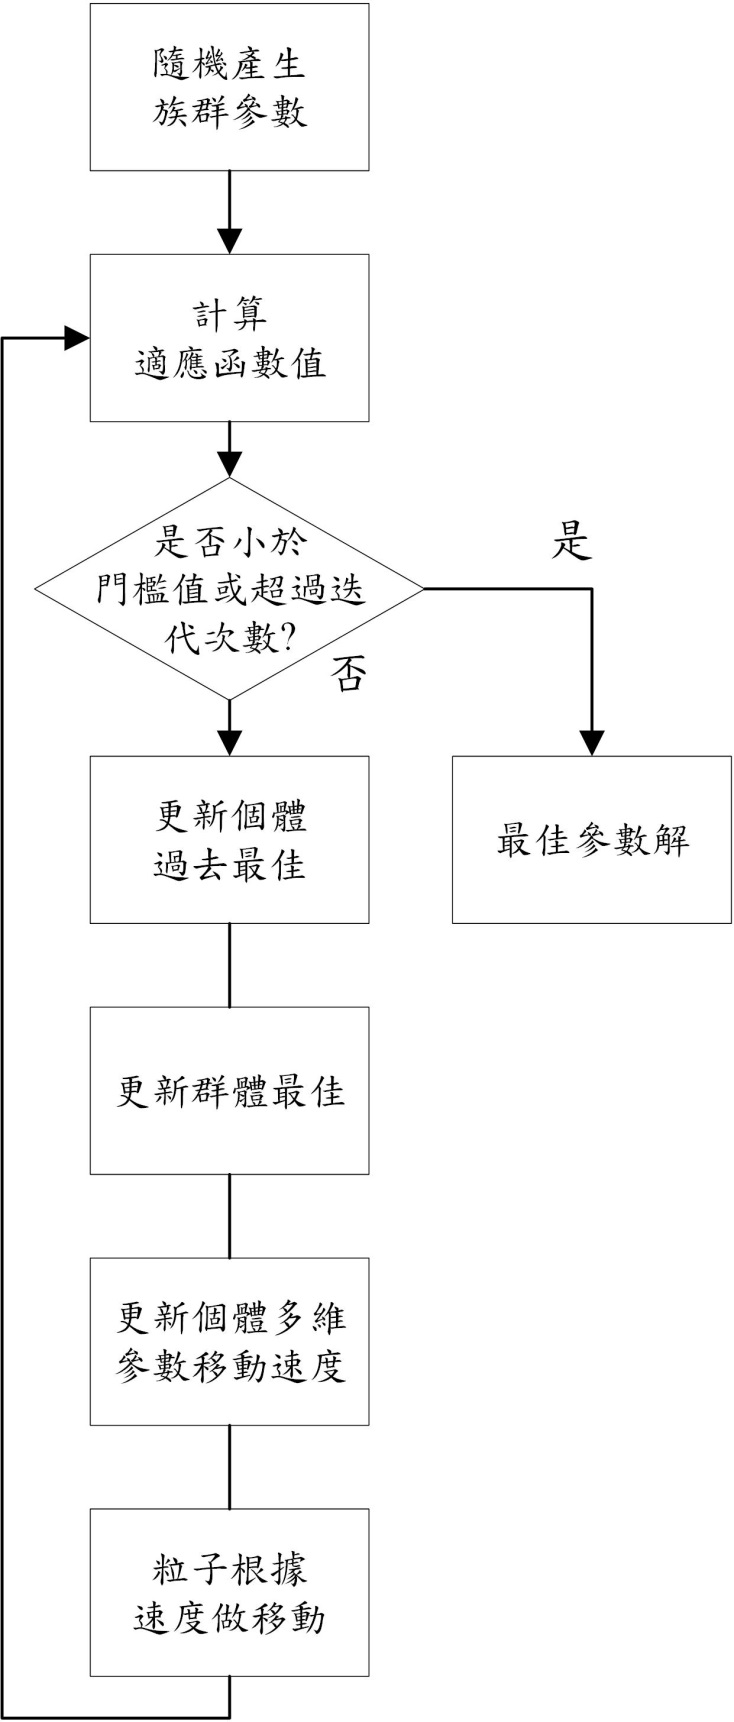 隨機產生
族群參數
計算
適應函數值
是否小於
門檻值或超過迭
代次數?
是
否
更新個體
過去最佳
最佳參數解
更新群體最佳
更新個體多維
參數移動速度
粒子根據
速度做移動